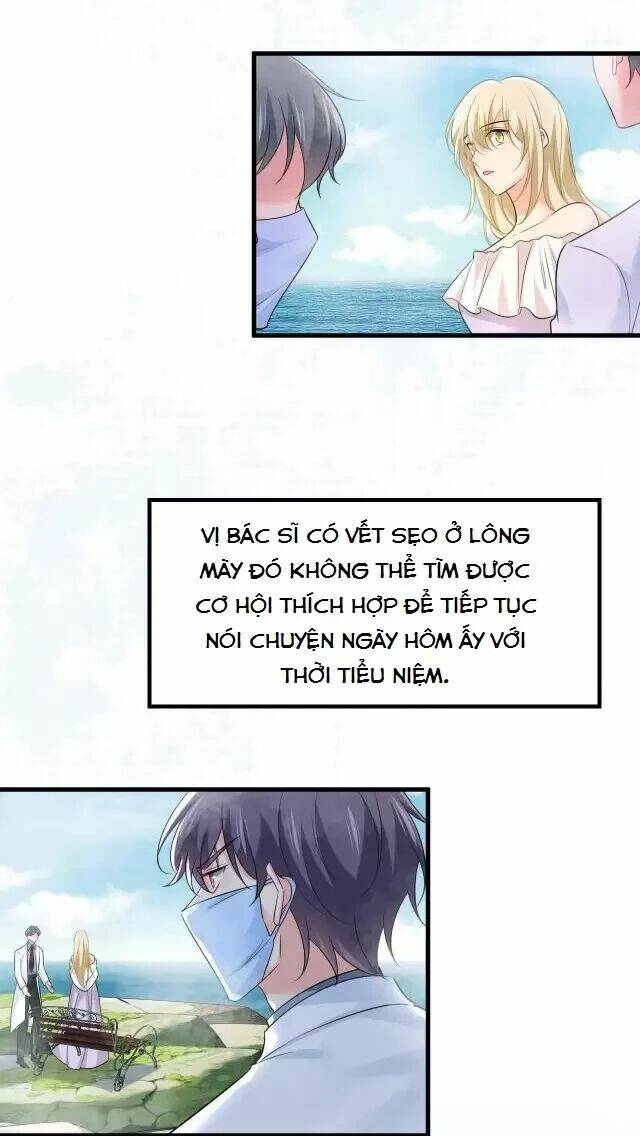 VỊ BÁC SĨ CÓ VẾT SẸO Ở LÔNG
MÀY ĐÓ KHÔNG THỂ TÌM ĐƯỢC
CƠ HỘI THÍCH HỢP ĐỂ TIẾP TỤC
NÓI CHUYỆN NGÀY HÔM ẤY VỚI
THỜI TIỂU NIỆM.